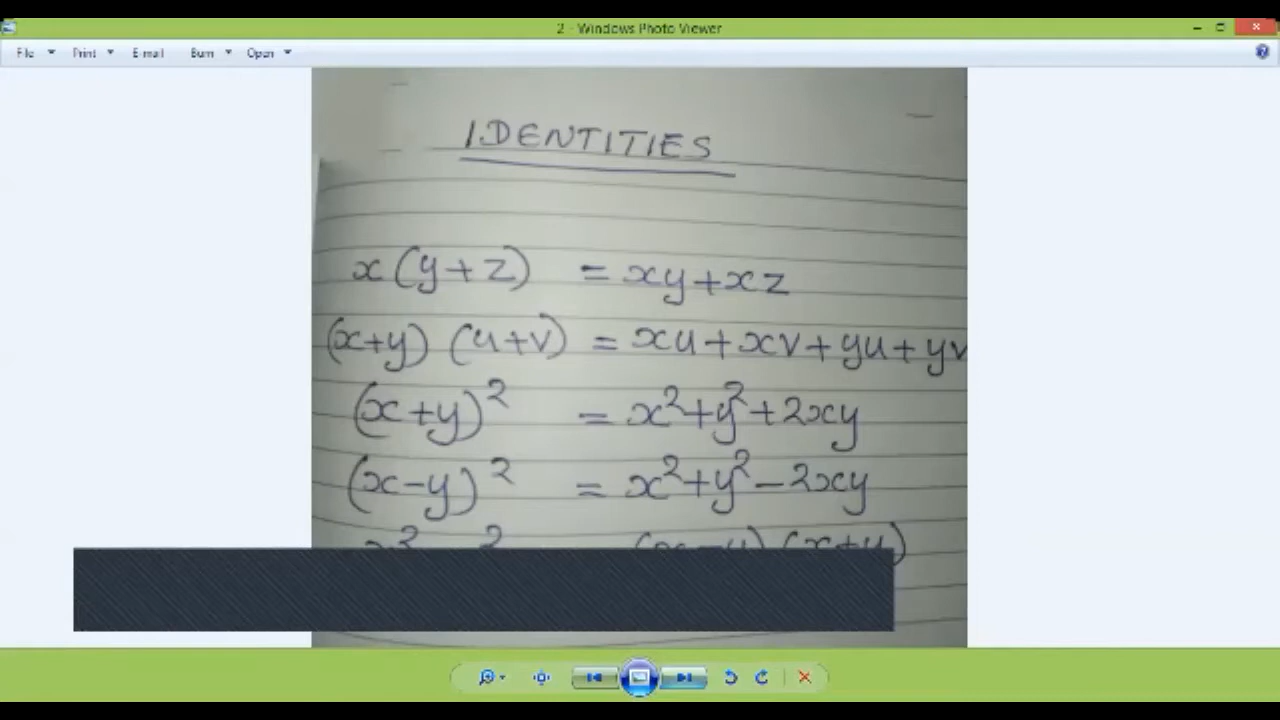 2 - Windows Photo Viewer
File Print E-mail Burn Open
IDENTITIES
x(y+z) = xy+xz
(x+y) (u+v) = xu+xv+yu+yv
(x+y)² = x²+y²+2xy
(x-y)² = x²+y²-2xy
(x-y) (x+y)